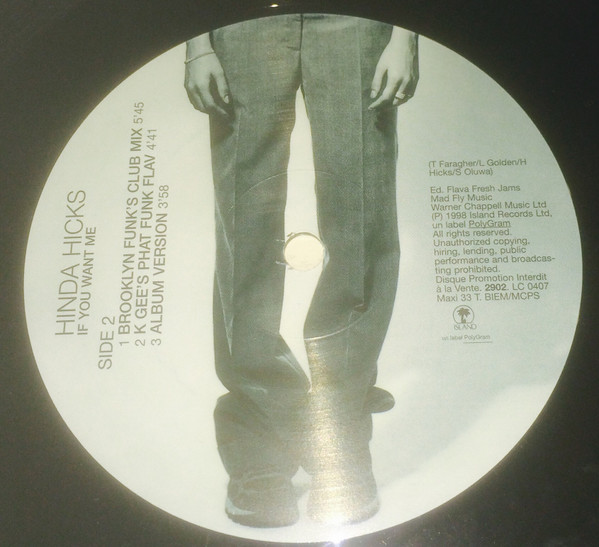 HINDA HICKS
IF YOU WANT ME
SIDE 2
1 BROOKLYN FUNK'S CLUB MIX 5'45
2 K GEE'S PHAT FUNK FLAV 4'41
3 ALBUM VERSION 3'58
(T Faragher/L Golden/H
Hicks/S Oluwa)
Ed. Flava Fresh Jams
Mad Fly Music
Warner Chappell Music Ltd
(P) 1998 Island Records Ltd,
un label PolyGram
All rights reserved.
Unauthorized copying,
hiring, lending, public
performance and broadcas-
ting prohibited.
Disque Promotion Interdit
à la Vente. 2902. LC 0407
Maxi 33 T. BIEM/MCPS
ISLAND
un label PolyGram